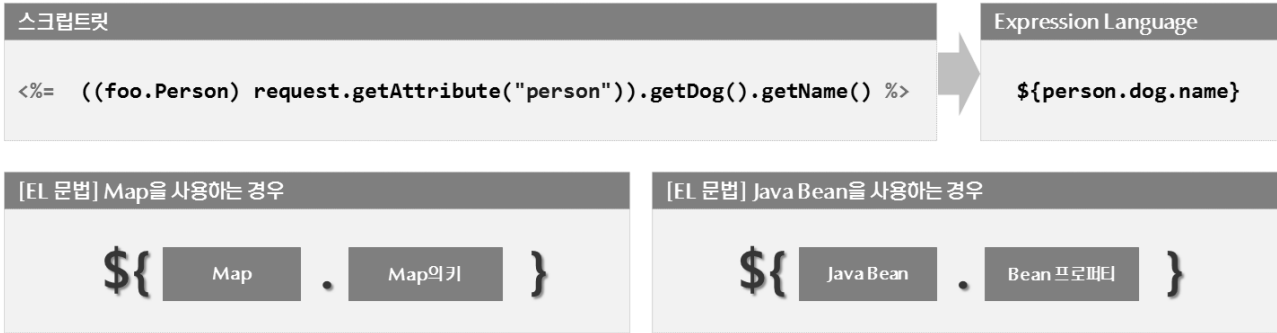 스크립트릿
<%= ((foo.Person) request.getAttribute("person")).getDog().getName() %>
Expression Language
${person.dog.name}
[EL 문법] Map을 사용하는 경우
${ Map . Map의 키 }
[EL 문법] Java Bean을 사용하는 경우
${ Java Bean . Bean 프로퍼티 }